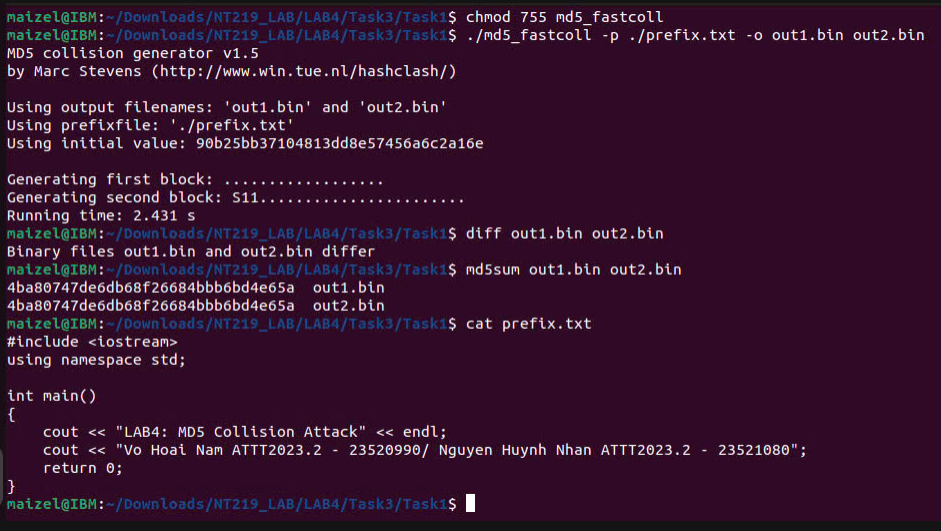 maizel@IBM:~/Downloads/NT219_LAB/LAB4/Task3/Task1$ chmod 755 md5_fastcoll
maizel@IBM:~/Downloads/NT219_LAB/LAB4/Task3/Task1$ ./md5_fastcoll -p ./prefix.txt -o out1.bin out2.bin
MD5 collision generator v1.5
by Marc Stevens (http://www.win.tue.nl/hashclash/)
Using output filenames: 'out1.bin' and 'out2.bin'
Using prefixfile: './prefix.txt'
Using initial value: 90b25bb37104813dd8e57456a6c2a16e
Generating first block: ..................
Generating second block: S11.......................
Running time: 2.431 s
maizel@IBM:~/Downloads/NT219_LAB/LAB4/Task3/Task1$ diff out1.bin out2.bin
Binary files out1.bin and out2.bin differ
maizel@IBM:~/Downloads/NT219_LAB/LAB4/Task3/Task1$ md5sum out1.bin out2.bin
4ba80747de6db68f26684bbb6bd4e65a  out1.bin
4ba80747de6db68f26684bbb6bd4e65a  out2.bin
maizel@IBM:~/Downloads/NT219_LAB/LAB4/Task3/Task1$ cat prefix.txt
#include <iostream>
using namespace std;
int main()
{
    cout << "LAB4: MD5 Collision Attack" << endl;
    cout << "Vo Hoai Nam ATTT2023.2 - 23520990/ Nguyen Huynh Nhan ATTT2023.2 - 23521080";
    return 0;
}
maizel@IBM:~/Downloads/NT219_LAB/LAB4/Task3/Task1$